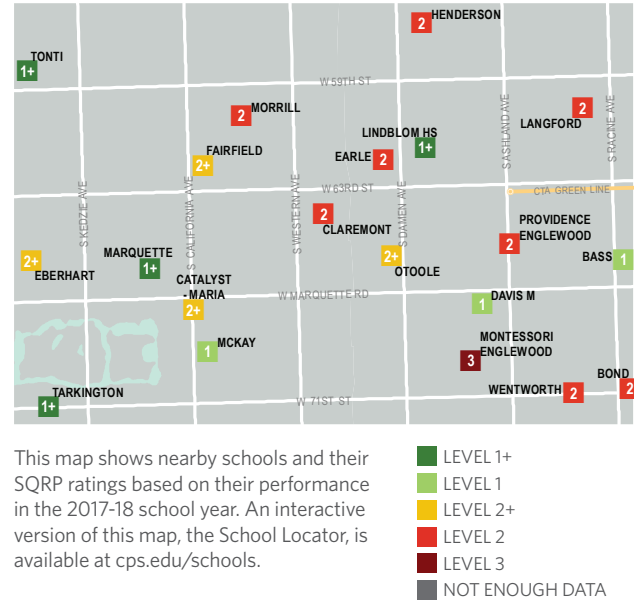 HENDERSON
2
TONTI
1+
W 59TH ST
2
MORRILL
2
LANGFORD
S ASHLAND AVE
S RACINE AVE
LINDBLOM HS
1+
FAIRFIELD
2+
EARLE
2
W 63RD ST
CTA GREEN LINE
S KEDZIE AVE
S CALIFORNIA AVE
S WESTERN AVE
S DAMEN AVE
2
CLAREMONT
PROVIDENCE
ENGLEWOOD
2
MARQUETTE
1+
2+
EBERHART
2+
OTOOLE
BASS
1
CATALYST
- MARIA
2+
W MARQUETTE RD
DAVIS M
1
MCKAY
1
MONTESSORI
ENGLEWOOD
3
BOND
2
WENTWORTH
2
TARKINGTON
1+
W 71ST ST
This map shows nearby schools and their
SQRP ratings based on their performance
in the 2017-18 school year. An interactive
version of this map, the School Locator, is
available at cps.edu/schools.
LEVEL 1+
LEVEL 1
LEVEL 2+
LEVEL 2
LEVEL 3
NOT ENOUGH DATA